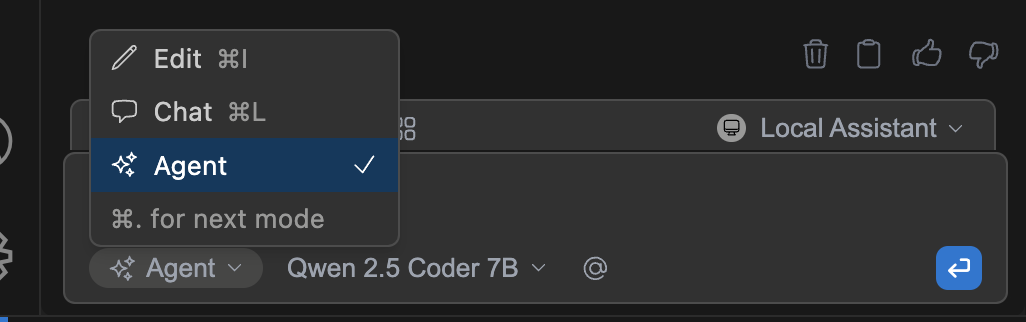 Edit ⌘I
Chat ⌘L
Agent
⌘. for next mode
Local Assistant
Agent
Qwen 2.5 Coder 7B
@